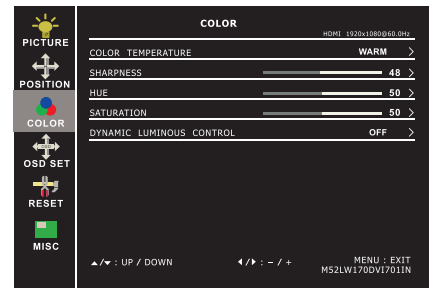 PICTURE
POSITION
COLOR
OSD SET
RESET
MISC
COLOR
HDMI 1920x1080@60.0Hz
COLOR TEMPERATURE WARM >
SHARPNESS 48 >
HUE 50 >
SATURATION 50 >
DYNAMIC LUMINOUS CONTROL OFF >
▲/▼ : UP / DOWN ◀/▶ : – / + MENU : EXIT
M52LW170DVI701IN